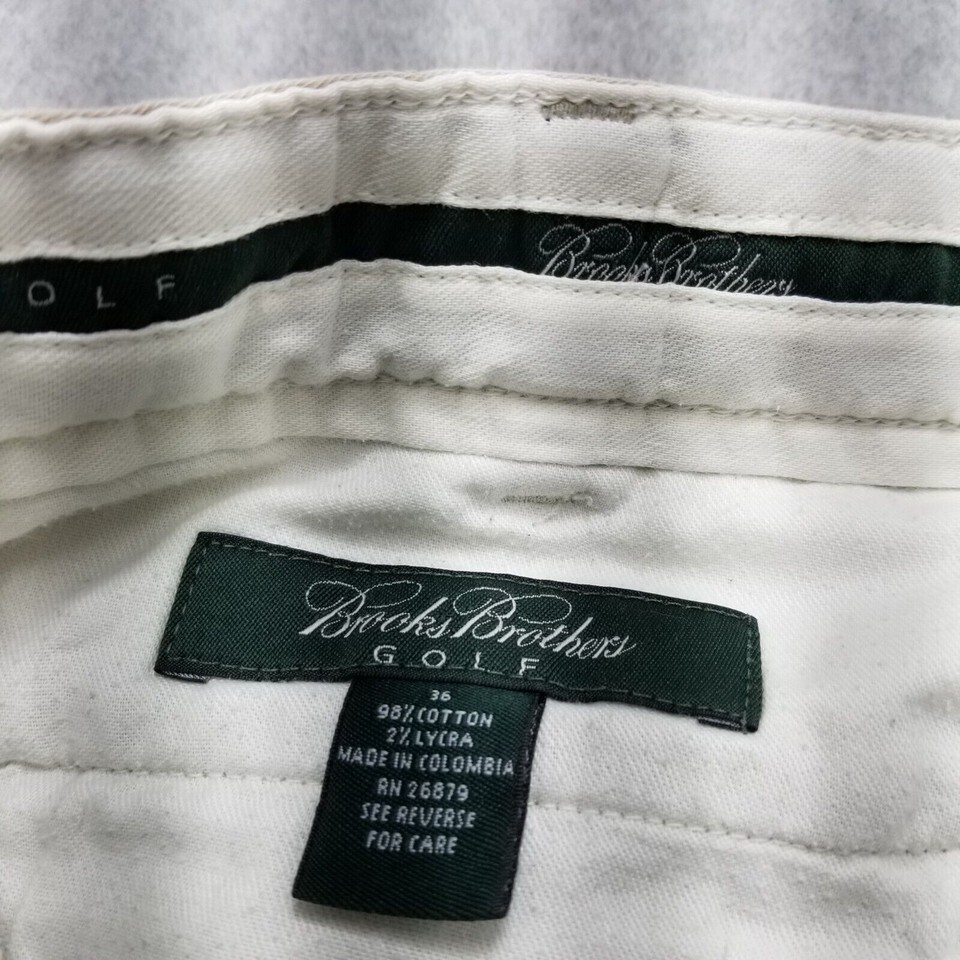 OLF
Brooks Brothers
Brooks Brothers
GOLF
36
98% COTTON
2% LYCRA
MADE IN COLOMBIA
RN 26879
SEE REVERSE
FOR CARE